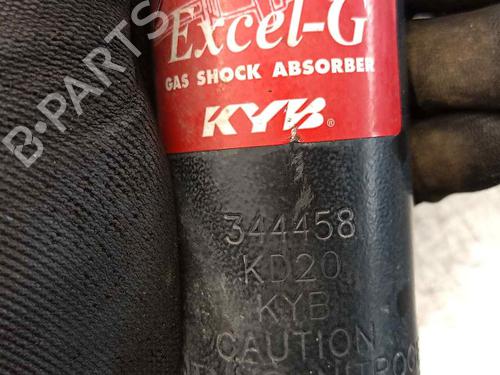 Excel-G
GAS SHOCK ABSORBER
KYB®
344458
KD20
KYB
CAUTION
B-PARTS